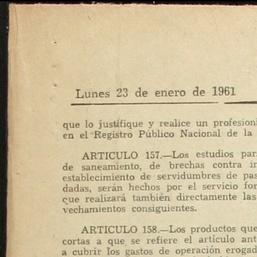 Lunes 23 de enero de 1961
que lo justifique y realice un profesion
en el Registro Público Nacional de la
ARTICULO 157.—Los estudios par
de saneamiento, de brechas contra in
establecimiento de servidumbres de pas
dadas, serán hechos por el servicio for
que realizará también directamente las
vechamientos consiguientes.
ARTICULO 158.—Los productos que
cortas a que se refiere el artículo ant
a cubrir los gastos de operación erogad